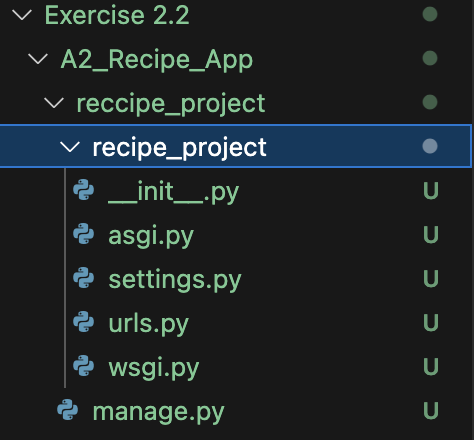 Exercise 2.2
A2_Recipe_App
reccipe_project
recipe_project
__init__.py U
asgi.py U
settings.py U
urls.py U
wsgi.py U
manage.py U